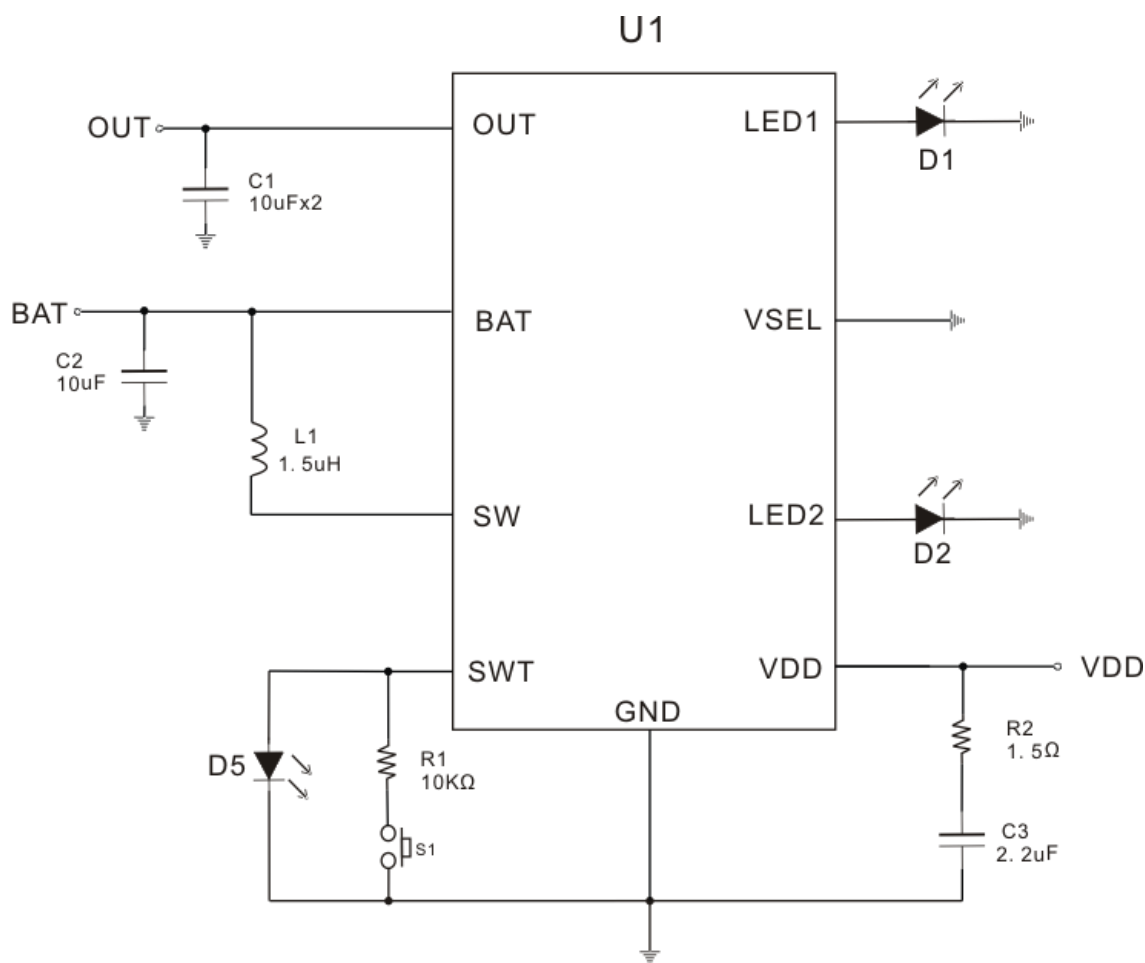 U1
OUT
OUT
LED1
D1
C1
10uFx2
BAT
BAT
VSEL
C2
10uF
L1
1.5uH
SW
LED2
D2
SWT
VDD
VDD
GND
D5
R1
10KΩ
S1
R2
1.5Ω
C3
2.2uF